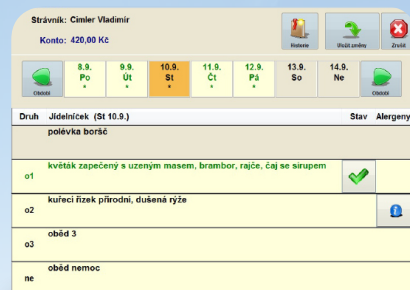 Strávník: Cimler Vladimír
Konto: 420,00 Kč
Historie
Uložit změny
Zrušit
Období
8.9.
Po
*
9.9.
Út
*
10.9.
St
*
11.9.
Čt
*
12.9.
Pá
*
13.9.
So
14.9.
Ne
Období
Druh Jídelníček (St 10.9.) Stav Alergeny
polévka boršč
o1 květák zapečený s uzeným masem, brambor, rajče, čaj se sirupem
o2 kuřecí řízek přírodní, dušená rýže
o3 oběd 3
ne oběd nemoc